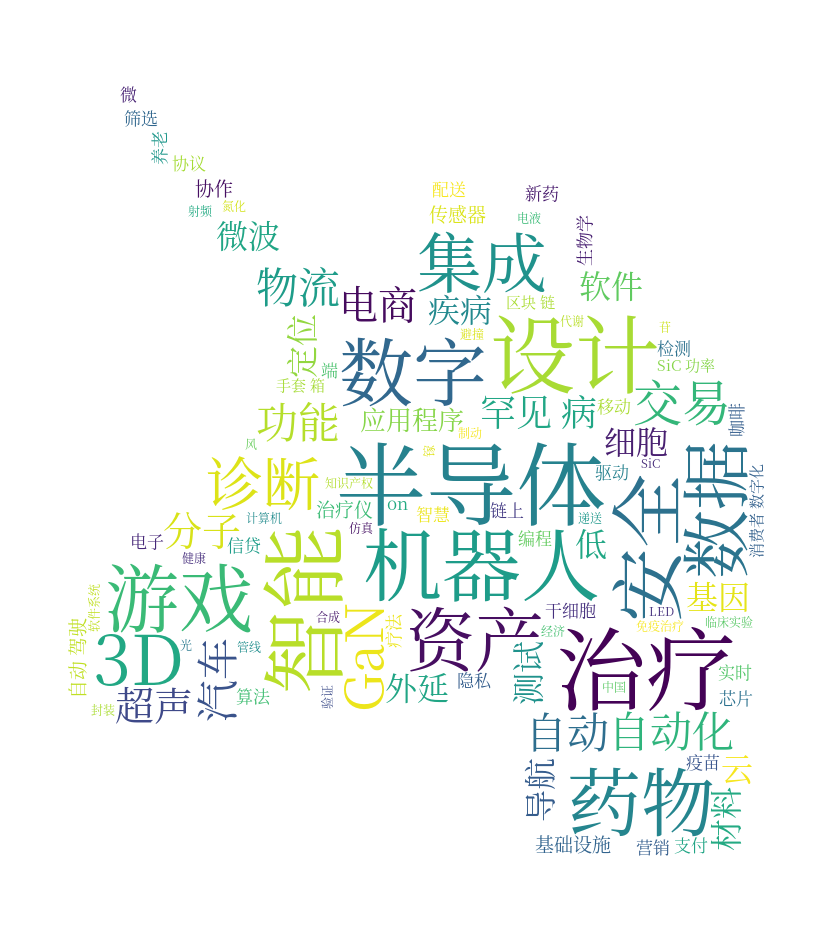 微
筛选
养老
协议
协作
射频
氮化
微波
配送
传感器
新药
电液
生物学
物流
电商
集成
疾病
区块 链
软件
代谢
定位
端
数字
避操
设计
苷
检测
SiC 功率
手套 箱
功能
应用程序
罕见 病
移动
交易
咖啡
风
制动
细胞
SiC
诊断
知识产权
半导体
驱动
数据
消费者 数字化
安全
治疗仪
on
智慧
链上
递送
计算机
仿真
分子
电子
信贷
健康
编程
低
机器人
智能
游戏
软件系统
自动 驾驶
3D
光
管线
合成
GaN
疗法
资产
干细胞
经济
LED
基因
免疫治疗
临床实验
治疗
中国
实时
芯片
封装
超声
汽车
算法
验证
外延
隐私
测试
自动
自动化
疫苗
云
导航
药物
材料
基础设施
营销
支付